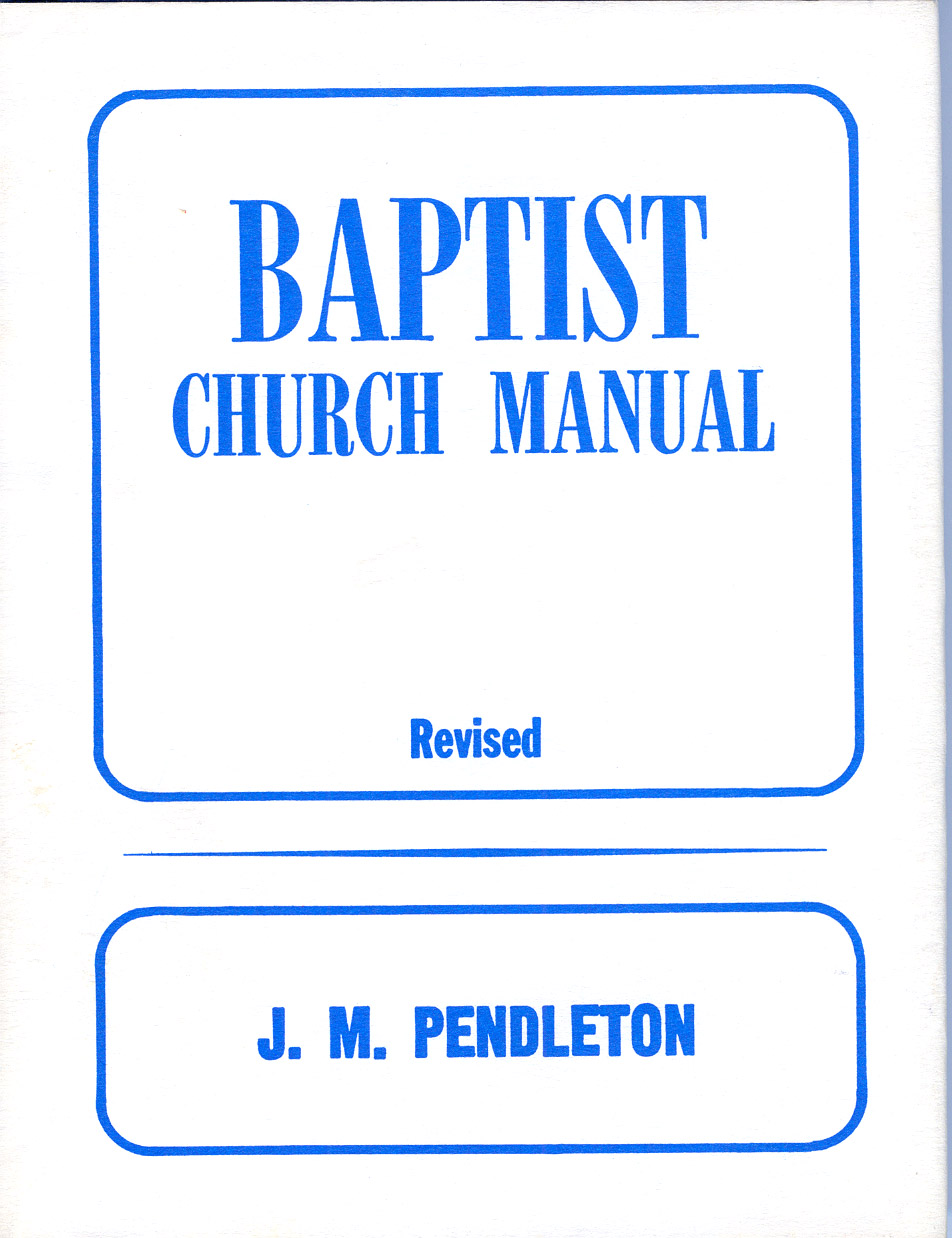 BAPTIST
CHURCH MANUAL
Revised
J. M. PENDLETON